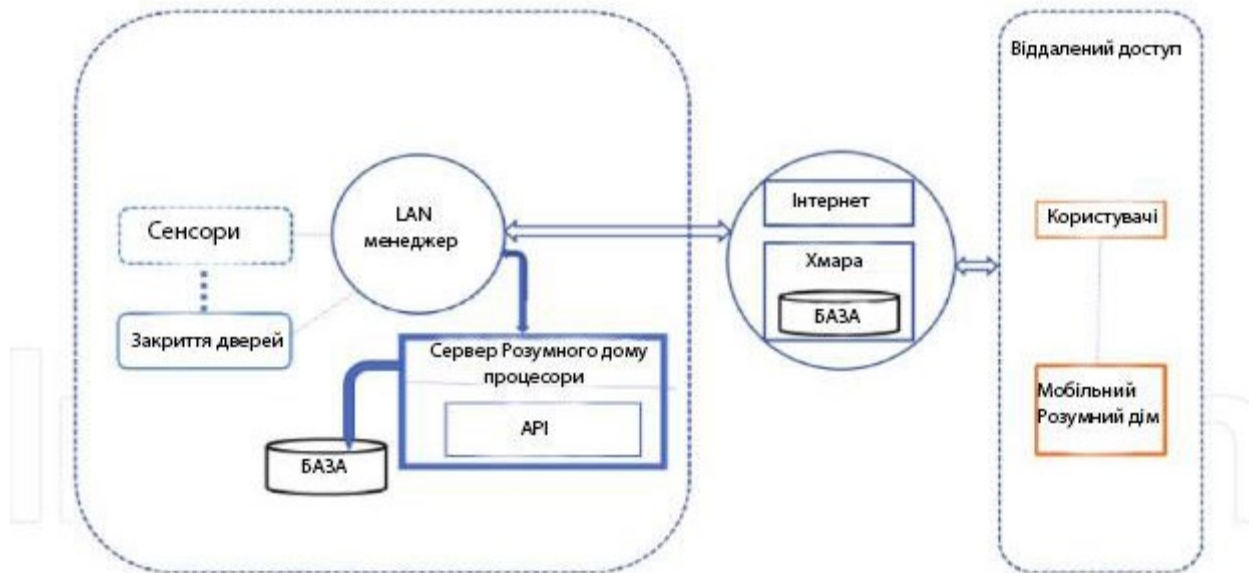 Віддалений доступ
LAN
менеджер
Сенсори
Закриття дверей
Сервер Розумного дому
процесори
API
БАЗА
Інтернет
Хмара
БАЗА
Користувачі
Мобільний
Розумний дім